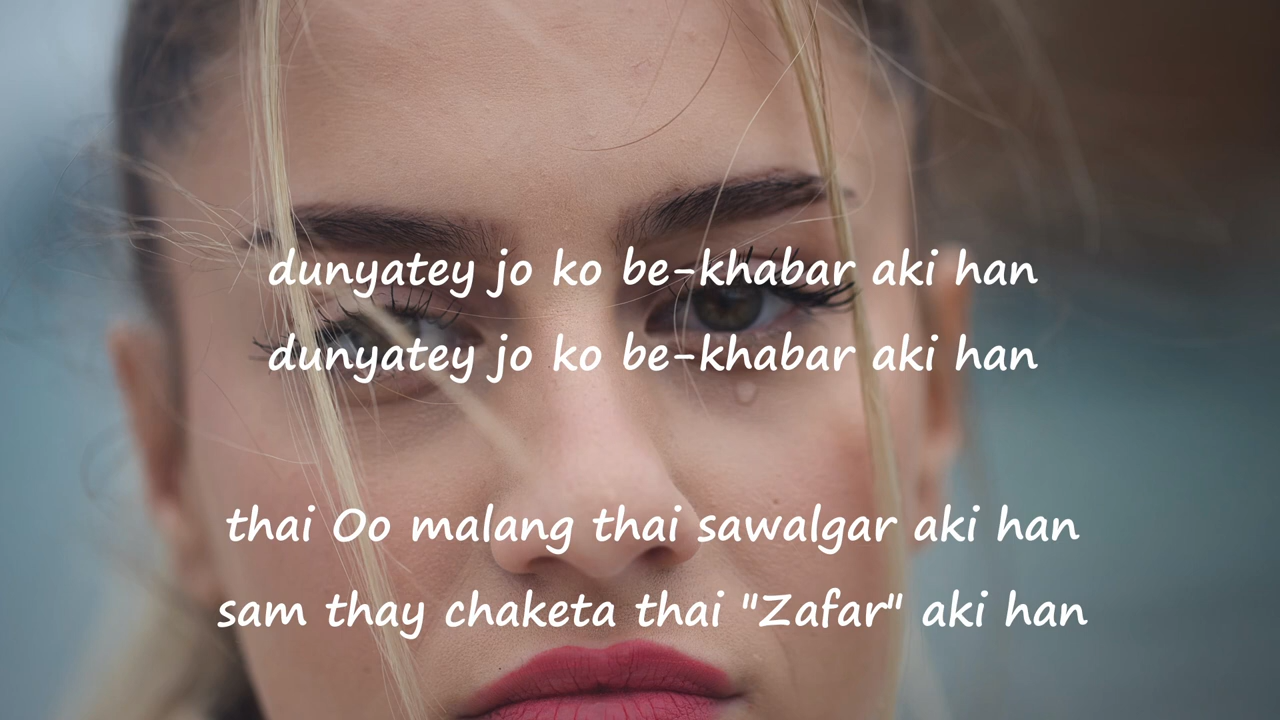 dunyatey jo ko be-khabar aki han
dunyatey jo ko be-khabar aki han
thai Oo malang thai sawalgar aki han
sam thay chaketa thai "Zafar" aki han